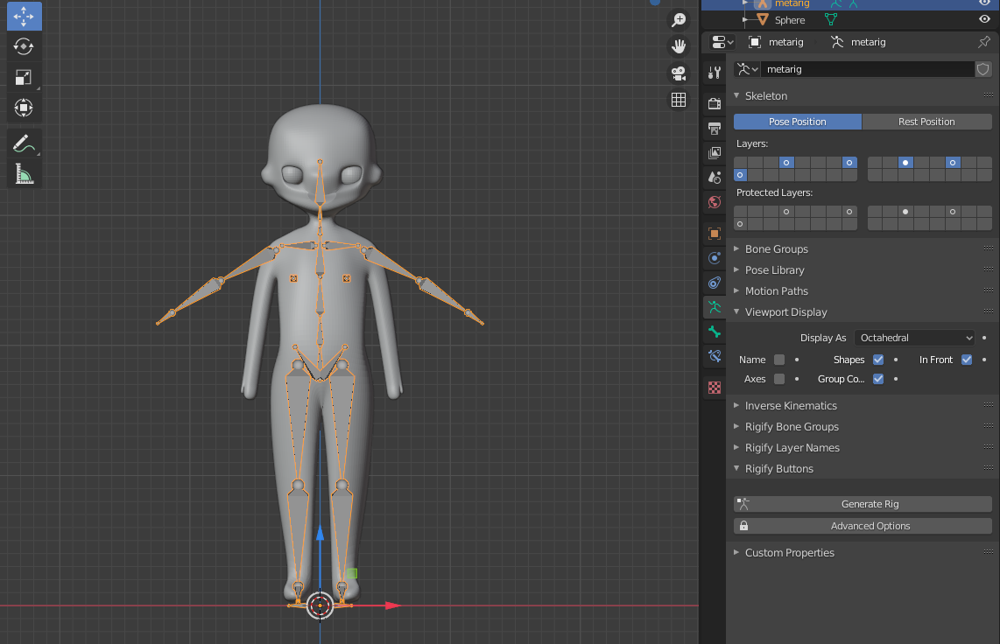 metarig
Sphere
metarig metarig
metarig
Skeleton
Pose Position Rest Position
Layers:
Protected Layers:
Bone Groups
Pose Library
Motion Paths
Viewport Display
Display As Octahedral
Name Shapes In Front
Axes Group Co...
Inverse Kinematics
Rigify Bone Groups
Rigify Layer Names
Rigify Buttons
Generate Rig
Advanced Options
Custom Properties